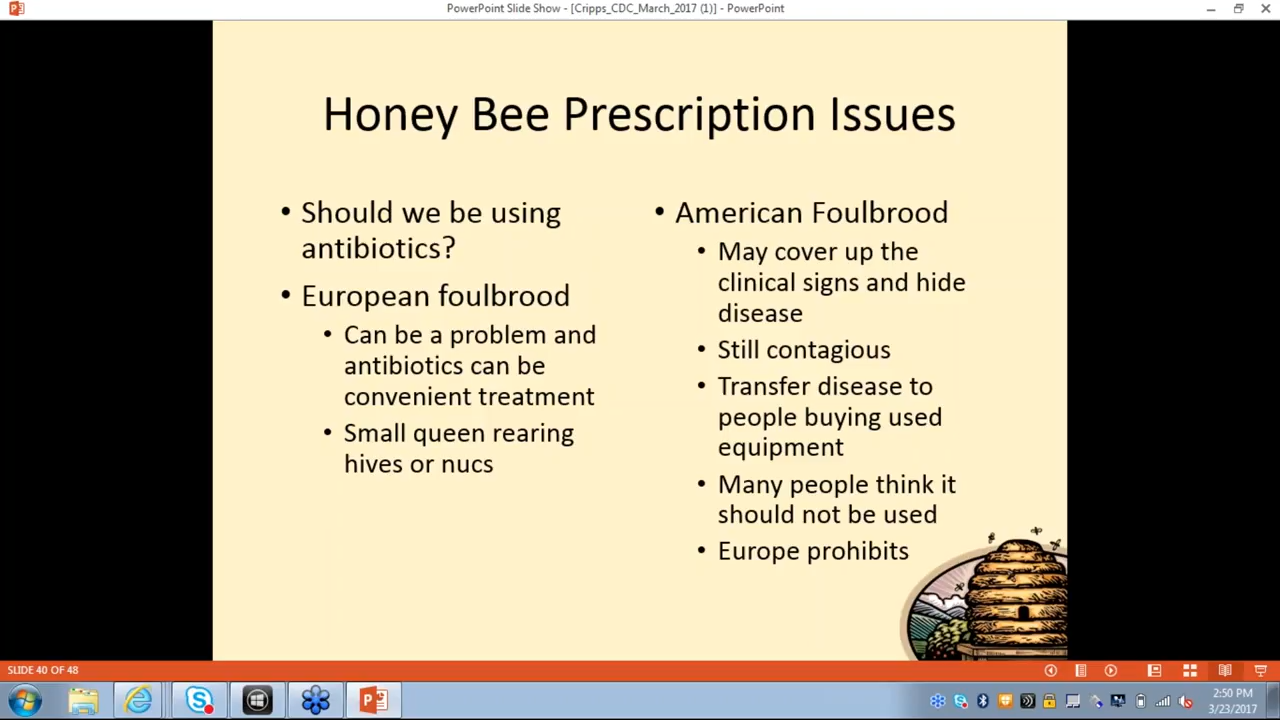 PowerPoint Slide Show - [Cripps_CDC_March_2017 (1)] - PowerPoint
Honey Bee Prescription Issues
• Should we be using
antibiotics?
• European foulbrood
• Can be a problem and
antibiotics can be
convenient treatment
• Small queen rearing
hives or nucs
• American Foulbrood
• May cover up the
clinical signs and hide
disease
• Still contagious
• Transfer disease to
people buying used
equipment
• Many people think it
should not be used
• Europe prohibits
SLIDE 40 OF 48
2:50 PM
3/23/2017